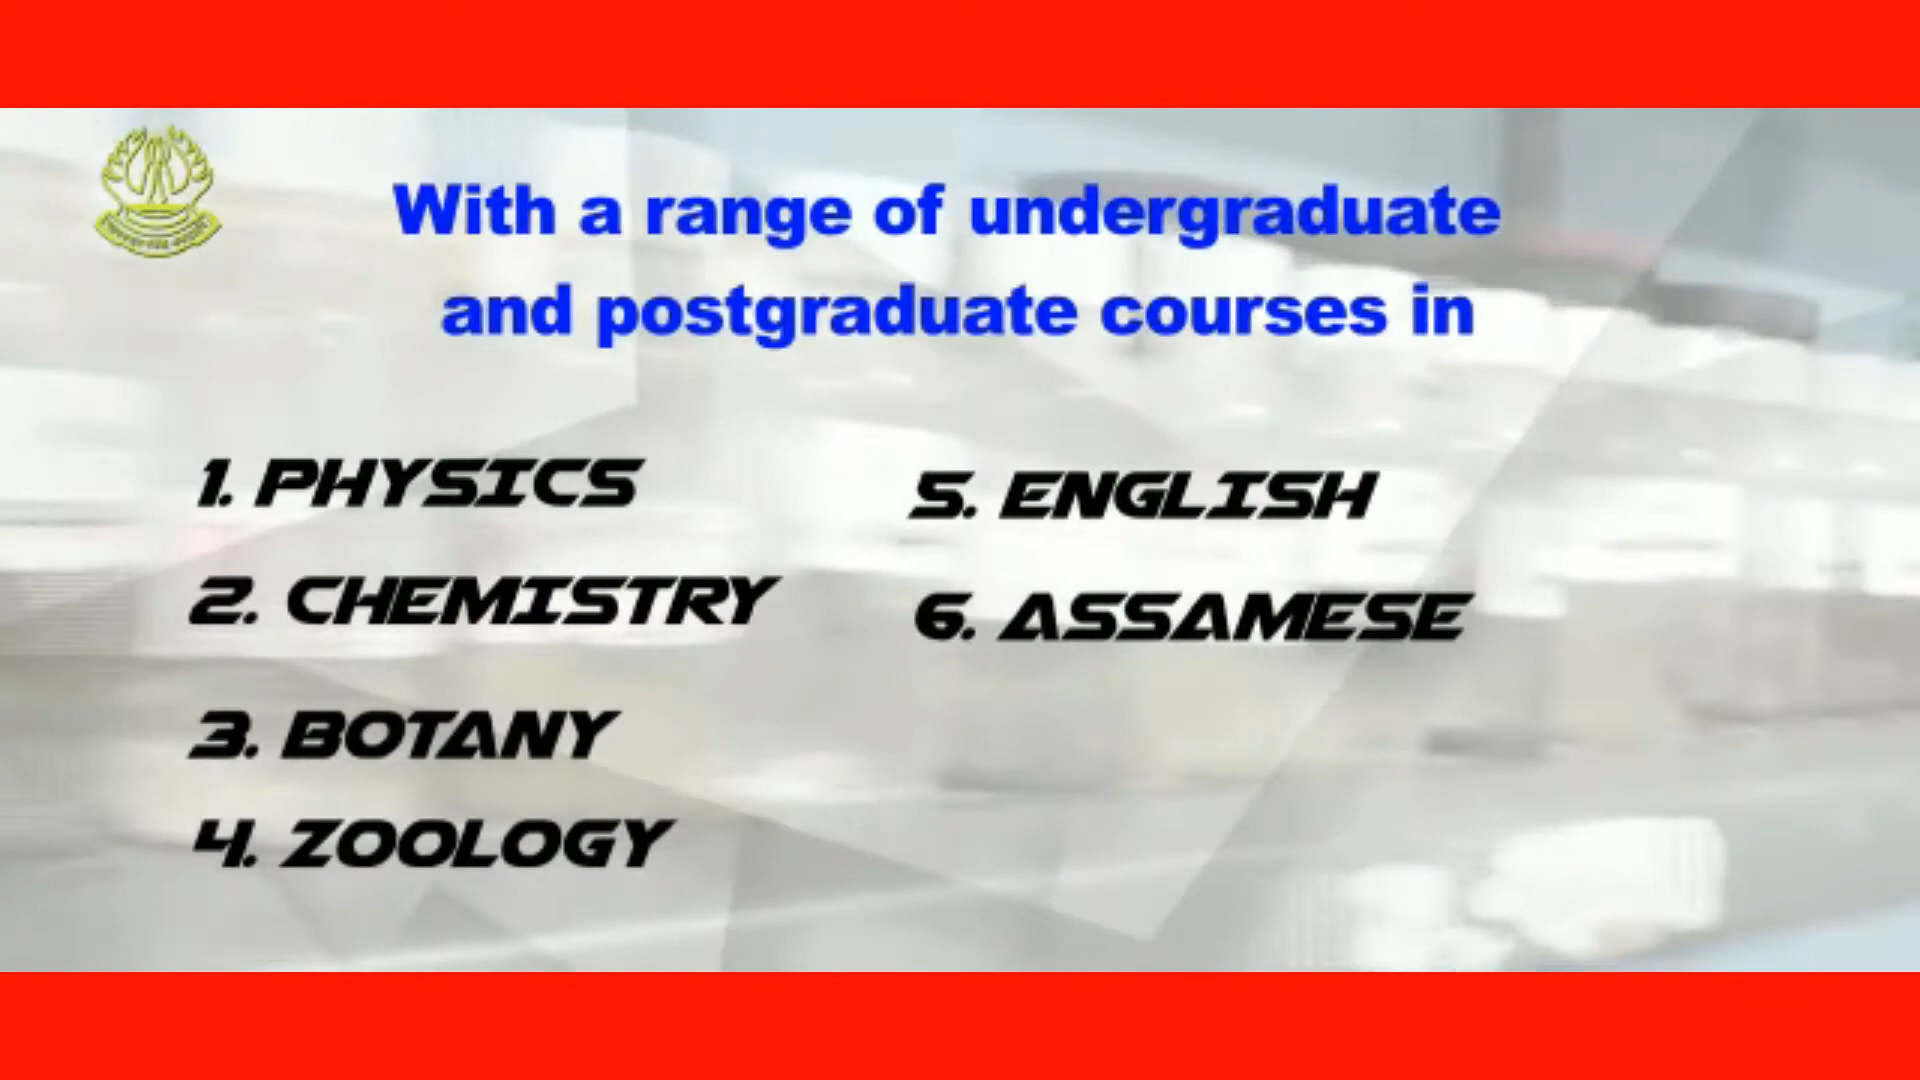 With a range of undergraduate
and postgraduate courses in
1. PHYSICS
2. CHEMISTRY
3. BOTANY
4. ZOOLOGY
5. ENGLISH
6. ASSAMESE